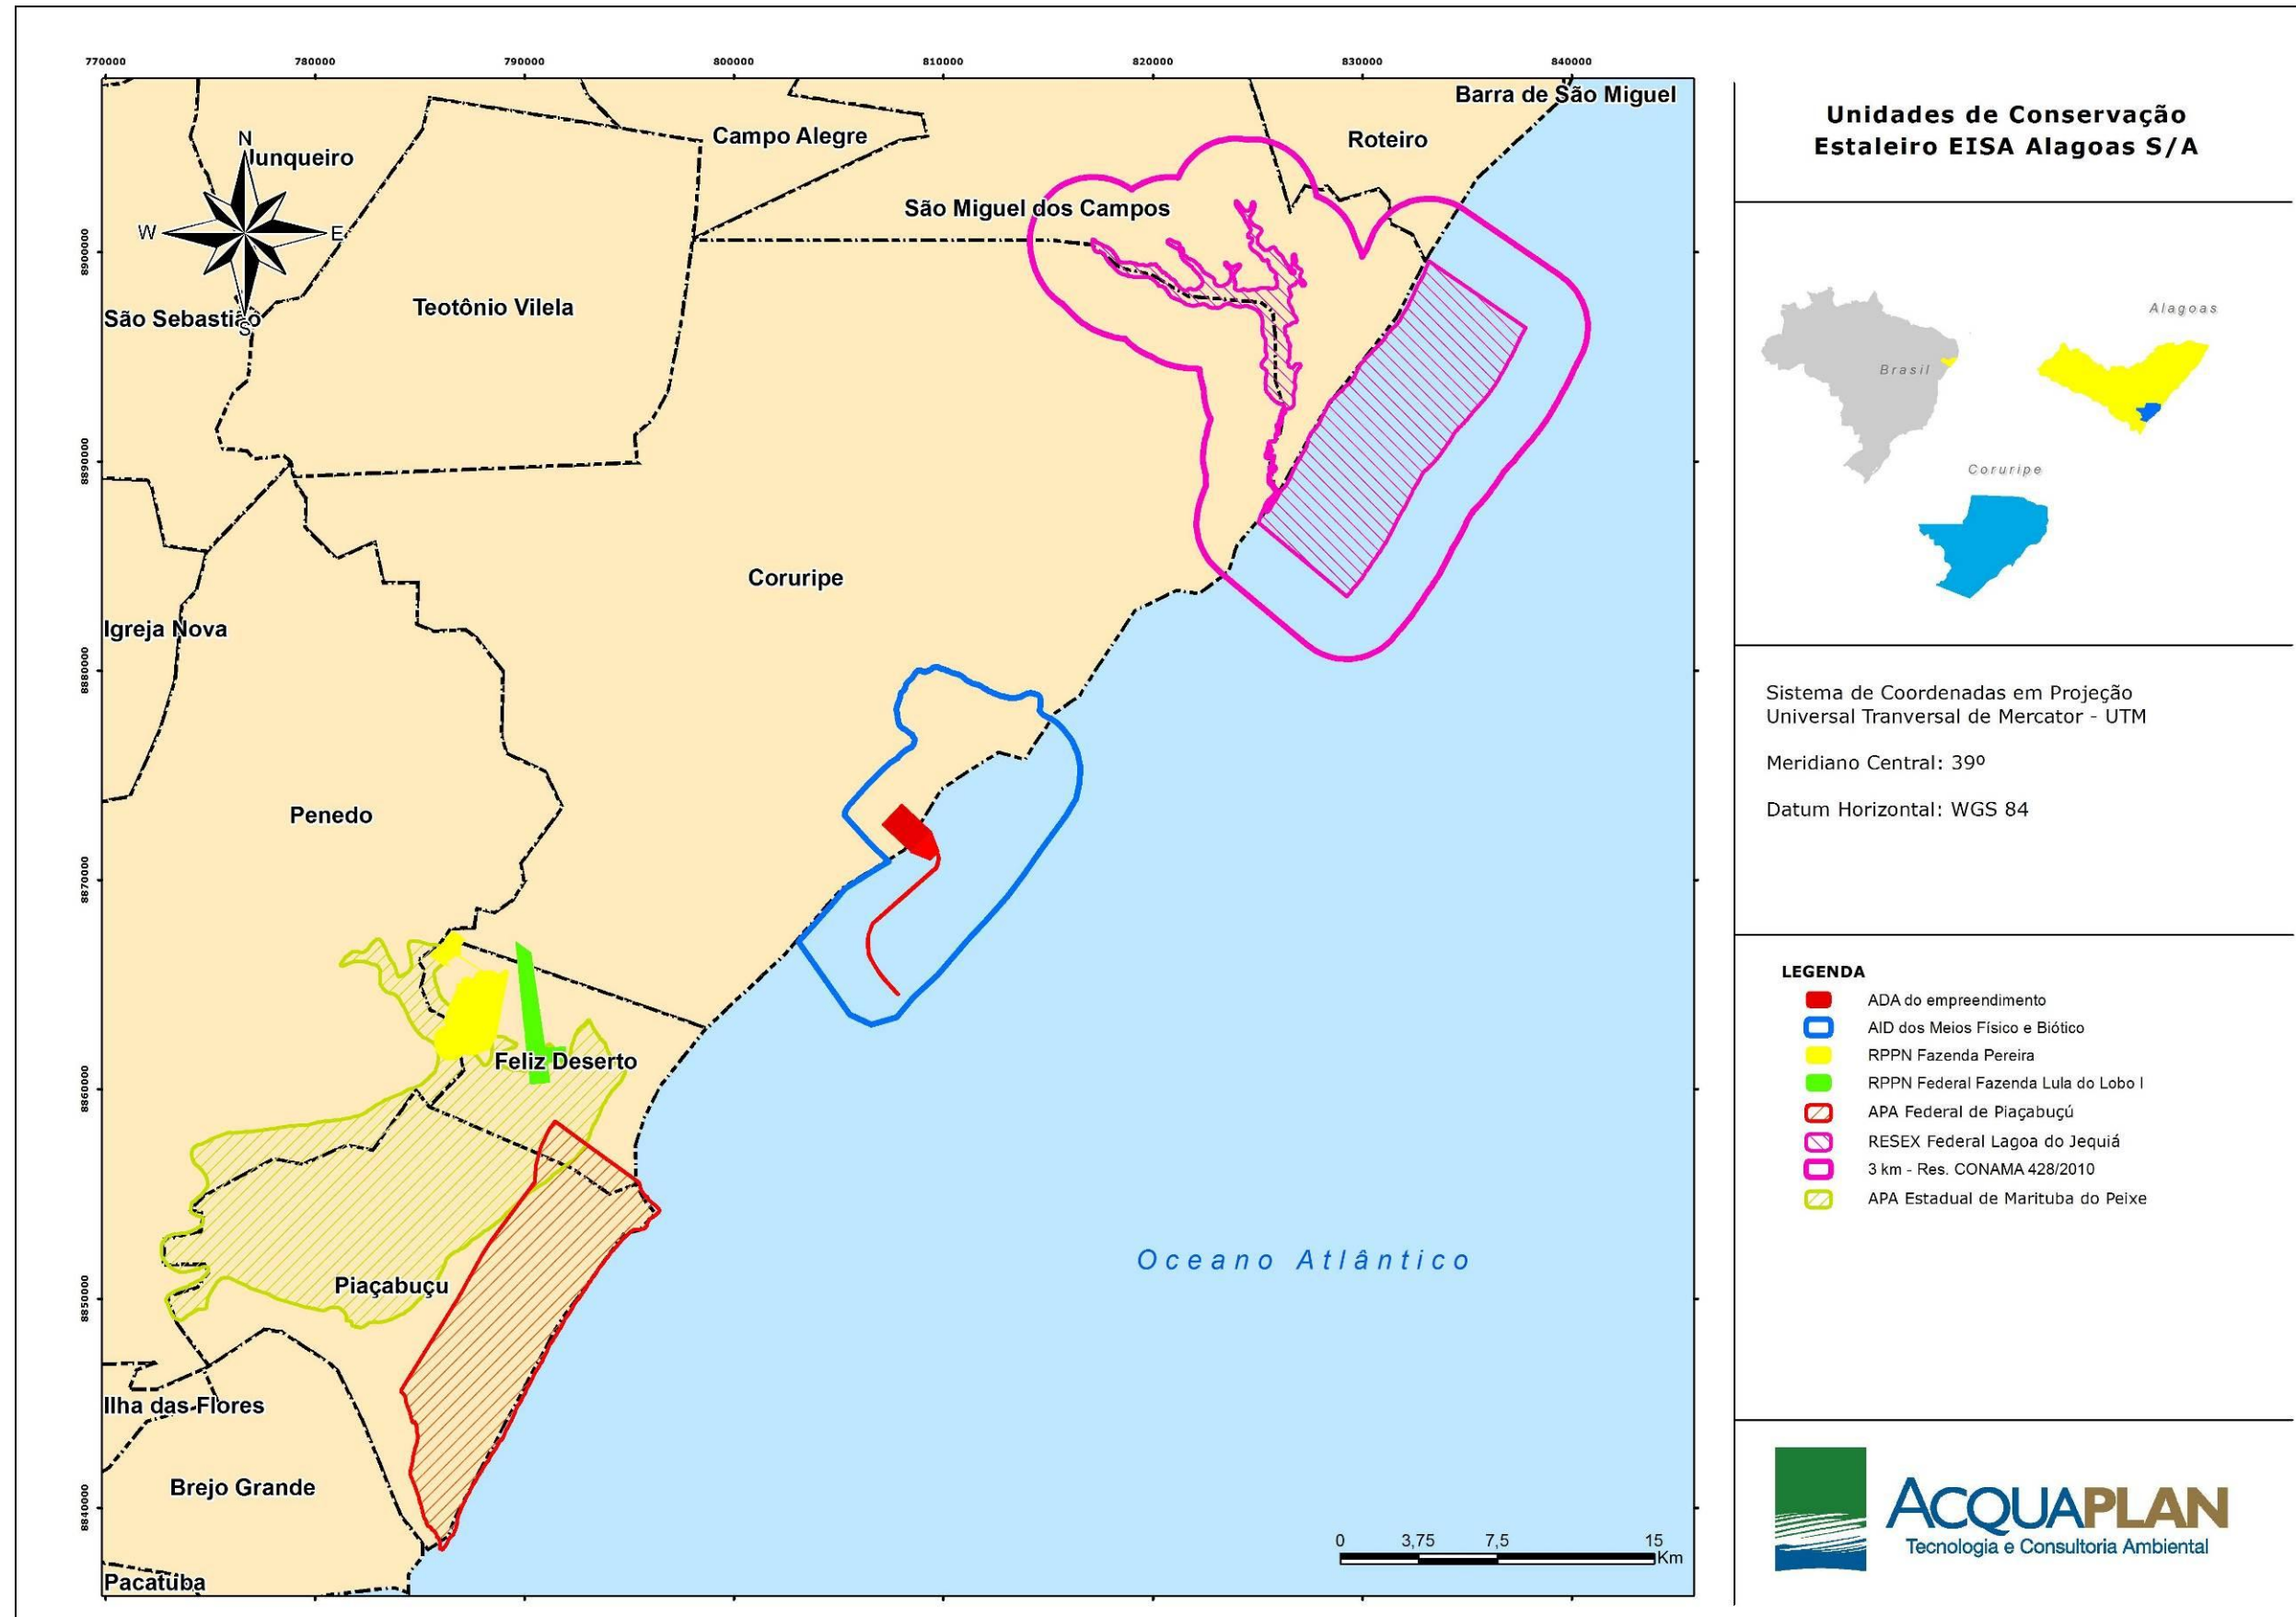 770000
780000
790000
800000
810000
820000
830000
840000
8900000
8890000
8880000
8870000
8860000
8850000
8840000
N
W
E
S
Junqueiro
Campo Alegre
Barra de São Miguel
Roteiro
São Miguel dos Campos
São Sebastião
Teotônio Vilela
Coruripe
Igreja Nova
Penedo
Feliz Deserto
Piaçabuçu
Ilha das Flores
Brejo Grande
Pacatuba
Oceano Atlântico
0 3,75 7,5 15
Km
Unidades de Conservação
Estaleiro EISA Alagoas S/A
Alagoas
Brasil
Coruripe
Sistema de Coordenadas em Projeção
Universal Tranversal de Mercator - UTM
Meridiano Central: 39º
Datum Horizontal: WGS 84
LEGENDA
ADA do empreendimento
AID dos Meios Físico e Biótico
RPPN Fazenda Pereira
RPPN Federal Fazenda Lula do Lobo I
APA Federal de Piaçabuçú
RESEX Federal Lagoa do Jequiá
3 km - Res. CONAMA 428/2010
APA Estadual de Marituba do Peixe
ACQUAPLAN
Tecnologia e Consultoria Ambiental